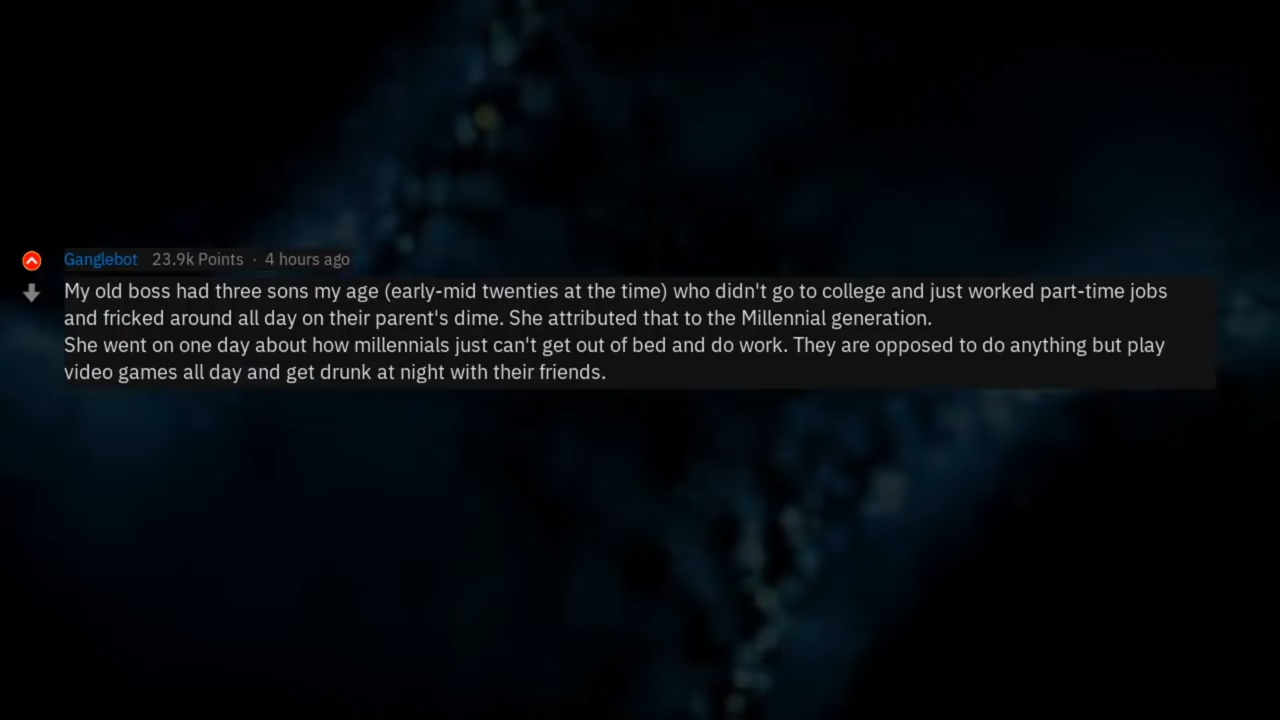 Ganglebot 23.9k Points · 4 hours ago
My old boss had three sons my age (early-mid twenties at the time) who didn't go to college and just worked part-time jobs
and fricked around all day on their parent's dime. She attributed that to the Millennial generation.
She went on one day about how millennials just can't get out of bed and do work. They are opposed to do anything but play
video games all day and get drunk at night with their friends.